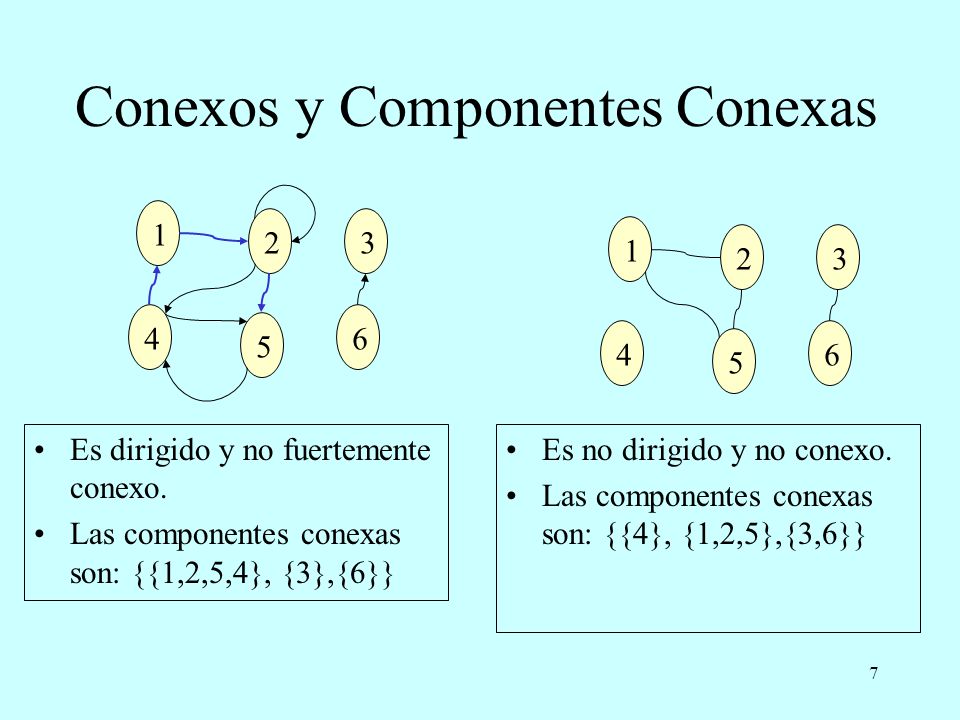 Conexos y Componentes Conexas
1
2
3
4
5
6
1
2
3
4
5
6
• Es dirigido y no fuertemente
conexo.
• Las componentes conexas
son: {{1,2,5,4}, {3},{6}}
• Es no dirigido y no conexo.
• Las componentes conexas
son: {{4}, {1,2,5},{3,6}}
7